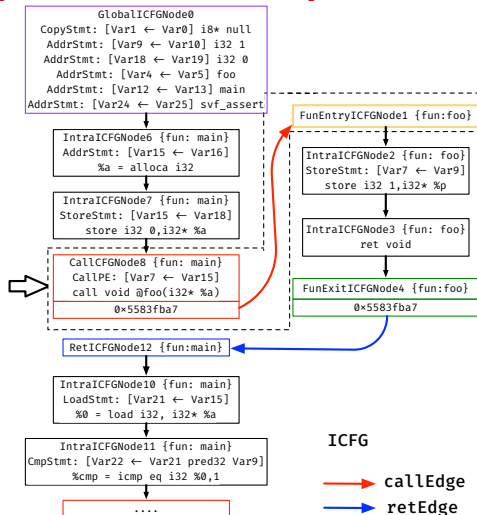 GlobalICFGNode0
CopyStmt: [Var1 ← Var0] i8* null
AddrStmt: [Var9 ← Var10] i32 1
AddrStmt: [Var18 ← Var19] i32 0
AddrStmt: [Var4 ← Var5] foo
AddrStmt: [Var12 ← Var13] main
AddrStmt: [Var24 ← Var25] svf_assert
IntraICFGNode6 {fun: main}
AddrStmt: [Var15 ← Var16]
%a = alloca i32
IntraICFGNode7 {fun: main}
StoreStmt: [Var15 ← Var18]
store i32 0,i32* %a
CallCFGNode8 {fun: main}
CallPE: [Var7 ← Var15]
call void @foo(i32* %a)
0×5583fba7
RetICFGNode12 {fun:main}
IntraICFGNode10 {fun: main}
LoadStmt: [Var21 ← Var15]
%0 = load i32, i32* %a
IntraICFGNode11 {fun: main}
CmpStmt: [Var22 ← Var21 pred32 Var9]
%cmp = icmp eq i32 %0,1
....
FunEntryICFGNode1 {fun:foo}
IntraICFGNode2 {fun: foo}
StoreStmt: [Var7 ← Var9]
store i32 1,i32* %p
IntraICFGNode3 {fun: foo}
ret void
FunExitICFGNode4 {fun:foo}
0×5583fba7
ICFG
callEdge
retEdge